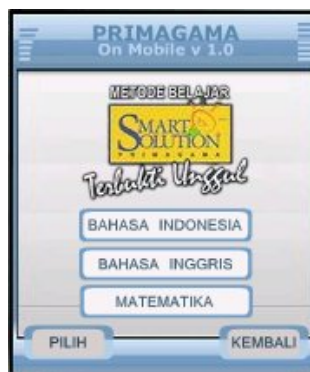 PRIMAGAMA
On Mobile v 1.0
METODE BELAJAR
SMART
SOLUTION
PRIMAGAMA
Terbukti Unggul
BAHASA INDONESIA
BAHASA INGGRIS
MATEMATIKA
PILIH
KEMBALI